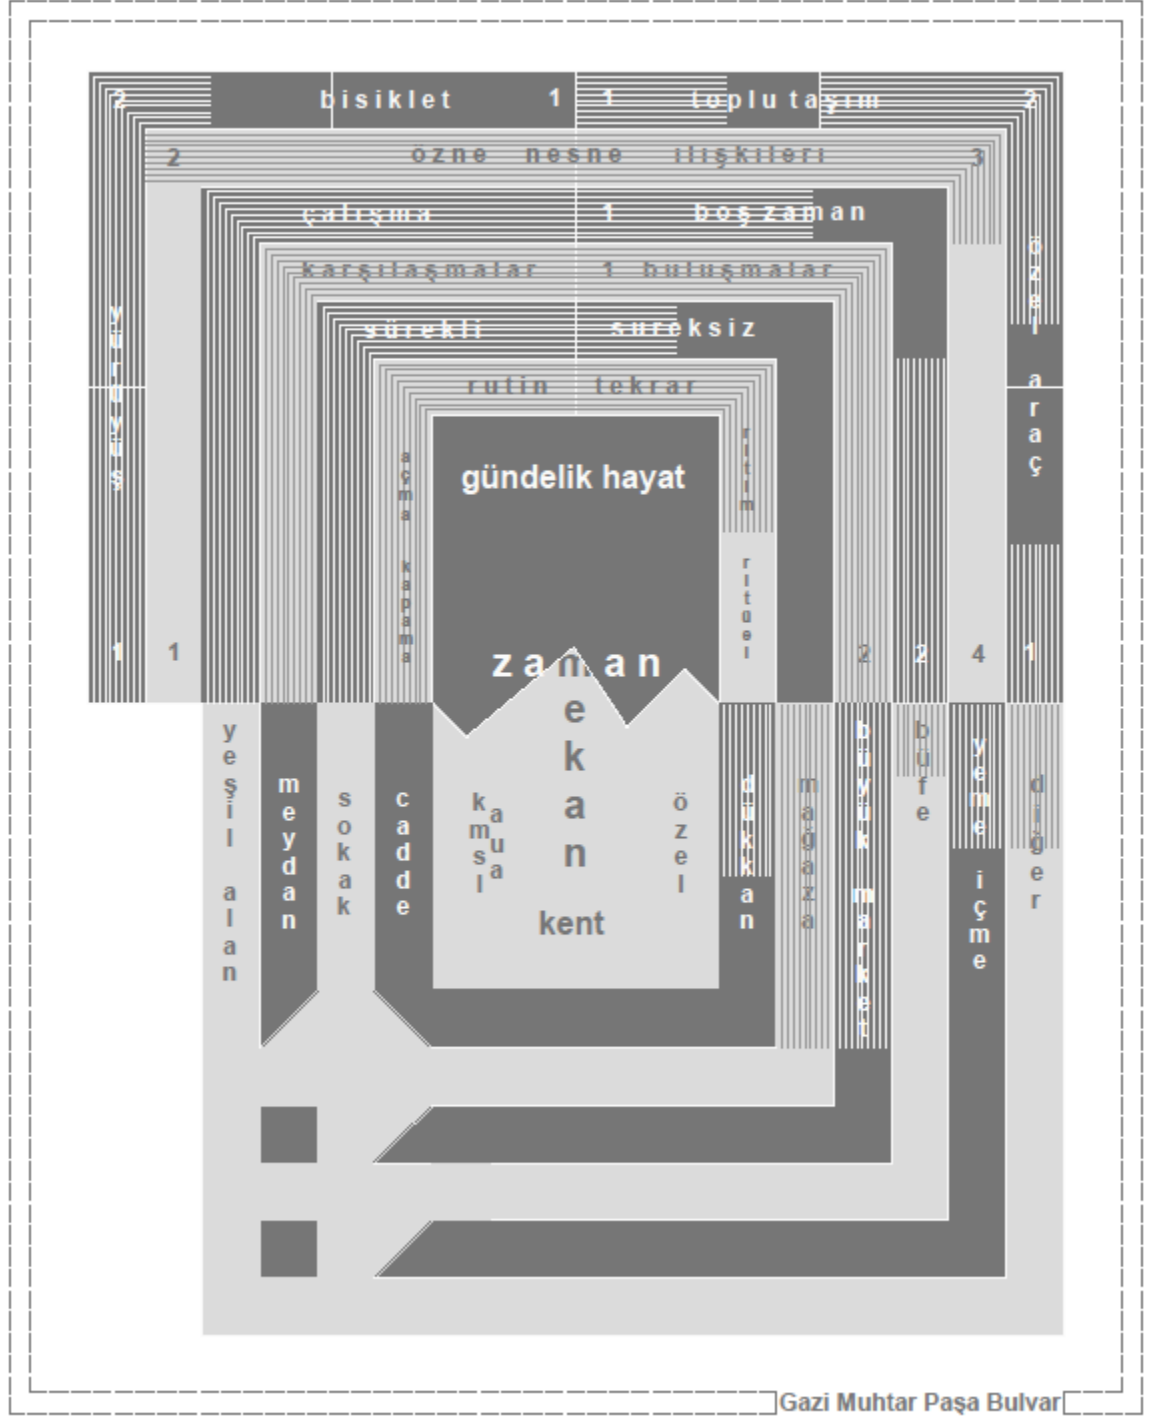 2 bisiklet 1 1 toplu taşım 2
2 özne nesne ilişkileri 3
çalışma 1 boş zaman
karşılaşmalar 1 buluşmalar
sürekli süreksiz
rutin tekrar
yürüyüş
özel araç
açma kapama
gündelik hayat
ritim
ritüel
1 1 2 2 4 1
zaman
mekan
yeşil alan
meydan
sokak
cadde
kamusal
özel
kent
dükkan
mağaza
büyük market
büfe
yeme içme
diğer
Gazi Muhtar Paşa Bulvar